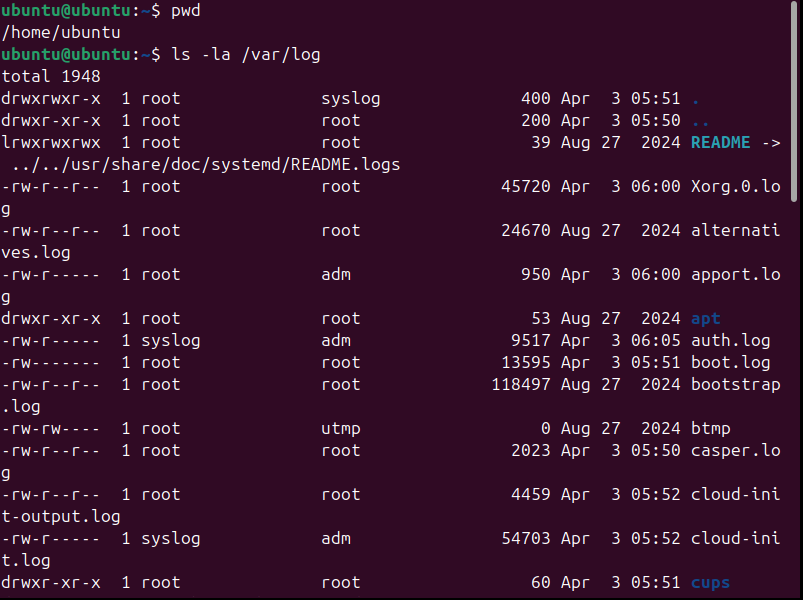 ubuntu@ubuntu:~$ pwd
/home/ubuntu
ubuntu@ubuntu:~$ ls -la /var/log
total 1948
drwxrwxr-x  1 root              syslog              400 Apr  3 05:51 .
drwxr-xr-x  1 root              root                200 Apr  3 05:50 ..
lrwxrwxrwx  1 root              root                 39 Aug 27  2024 README ->
 ../../usr/share/doc/systemd/README.logs
-rw-r--r--  1 root              root              45720 Apr  3 06:00 Xorg.0.lo
g
-rw-r--r--  1 root              root              24670 Aug 27  2024 alternati
ves.log
-rw-r-----  1 root              adm                 950 Apr  3 06:00 apport.lo
g
drwxr-xr-x  1 root              root                 53 Aug 27  2024 apt
-rw-r-----  1 syslog            adm                9517 Apr  3 06:05 auth.log
-rw-------  1 root              root              13595 Apr  3 05:51 boot.log
-rw-r--r--  1 root              root             118497 Aug 27  2024 bootstrap
.log
-rw-rw----  1 root              utmp                  0 Aug 27  2024 btmp
-rw-r--r--  1 root              root               2023 Apr  3 05:50 casper.lo
g
-rw-r--r--  1 root              root               4459 Apr  3 05:52 cloud-ini
t-output.log
-rw-r-----  1 syslog            adm               54703 Apr  3 05:52 cloud-ini
t.log
drwxr-xr-x  1 root              root                 60 Apr  3 05:51 cups